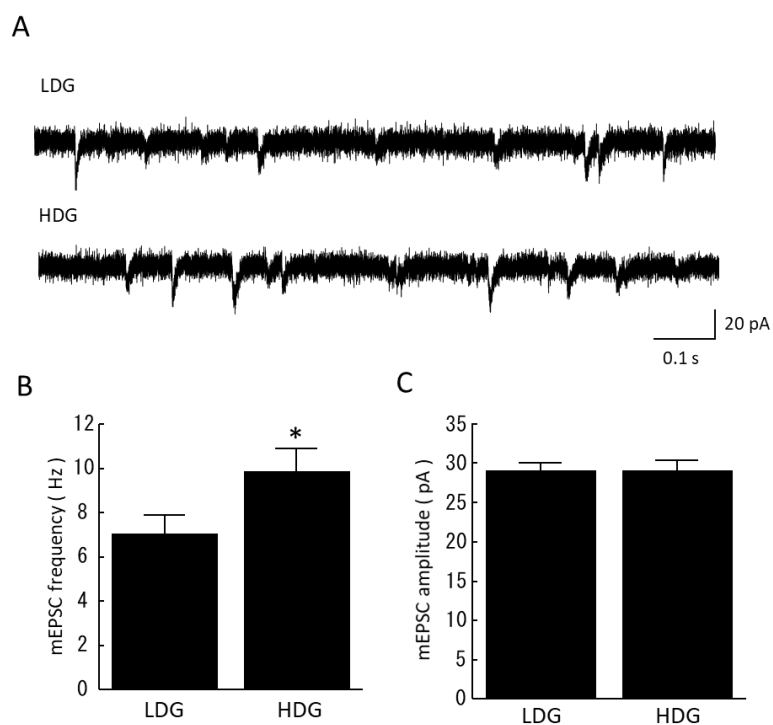 A
LDG
HDG
20 pA
0.1 s
B
mEPSC frequency ( Hz )
12
10
8
6
4
2
0
*
LDG
HDG
C
mEPSC amplitude ( pA )
35
30
25
20
15
10
5
0
LDG
HDG